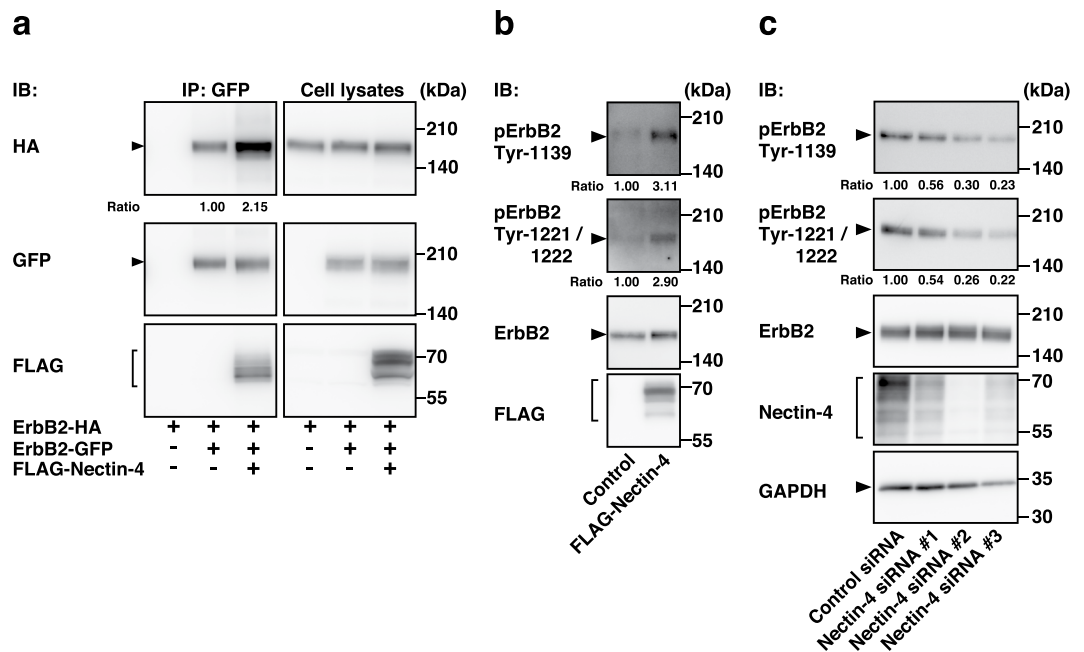 a
IB: IP: GFP Cell lysates (kDa)
HA
210
140
Ratio 1.00 2.15
GFP
210
140
FLAG
70
55
ErbB2-HA + + + + + +
ErbB2-GFP - + + - + +
FLAG-Nectin-4 - - + - - +
b
IB: (kDa)
pErbB2
Tyr-1139
210
140
Ratio 1.00 3.11
pErbB2
Tyr-1221 /
1222
210
140
Ratio 1.00 2.90
ErbB2
210
140
FLAG
70
55
Control
FLAG-Nectin-4
c
IB: (kDa)
pErbB2
Tyr-1139
210
140
Ratio 1.00 0.56 0.30 0.23
pErbB2
Tyr-1221 /
1222
210
140
Ratio 1.00 0.54 0.26 0.22
ErbB2
210
140
Nectin-4
70
55
GAPDH
35
30
Control siRNA
Nectin-4 siRNA #1
Nectin-4 siRNA #2
Nectin-4 siRNA #3